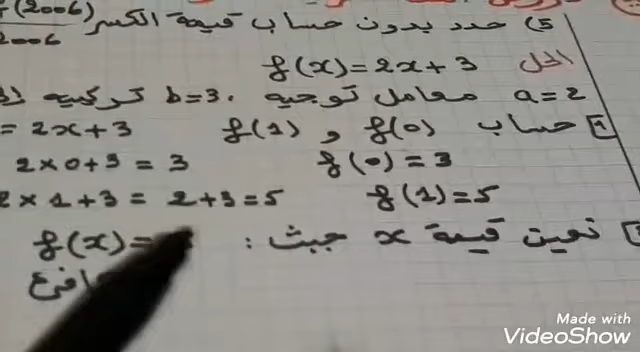 5) حدد بدون حساب قيمة الكسر (2006) 2006
الحل f(x)=2x+3
a=2 معامل توجيه . b=3
1 حساب f(0) و f(1) = 2x+3
f(0)=3 2×0+3 = 3
f(1)=5 2×1+3 = 2+3=5
نعين قيمة x حيث : f(x)=
Made with
VideoShow